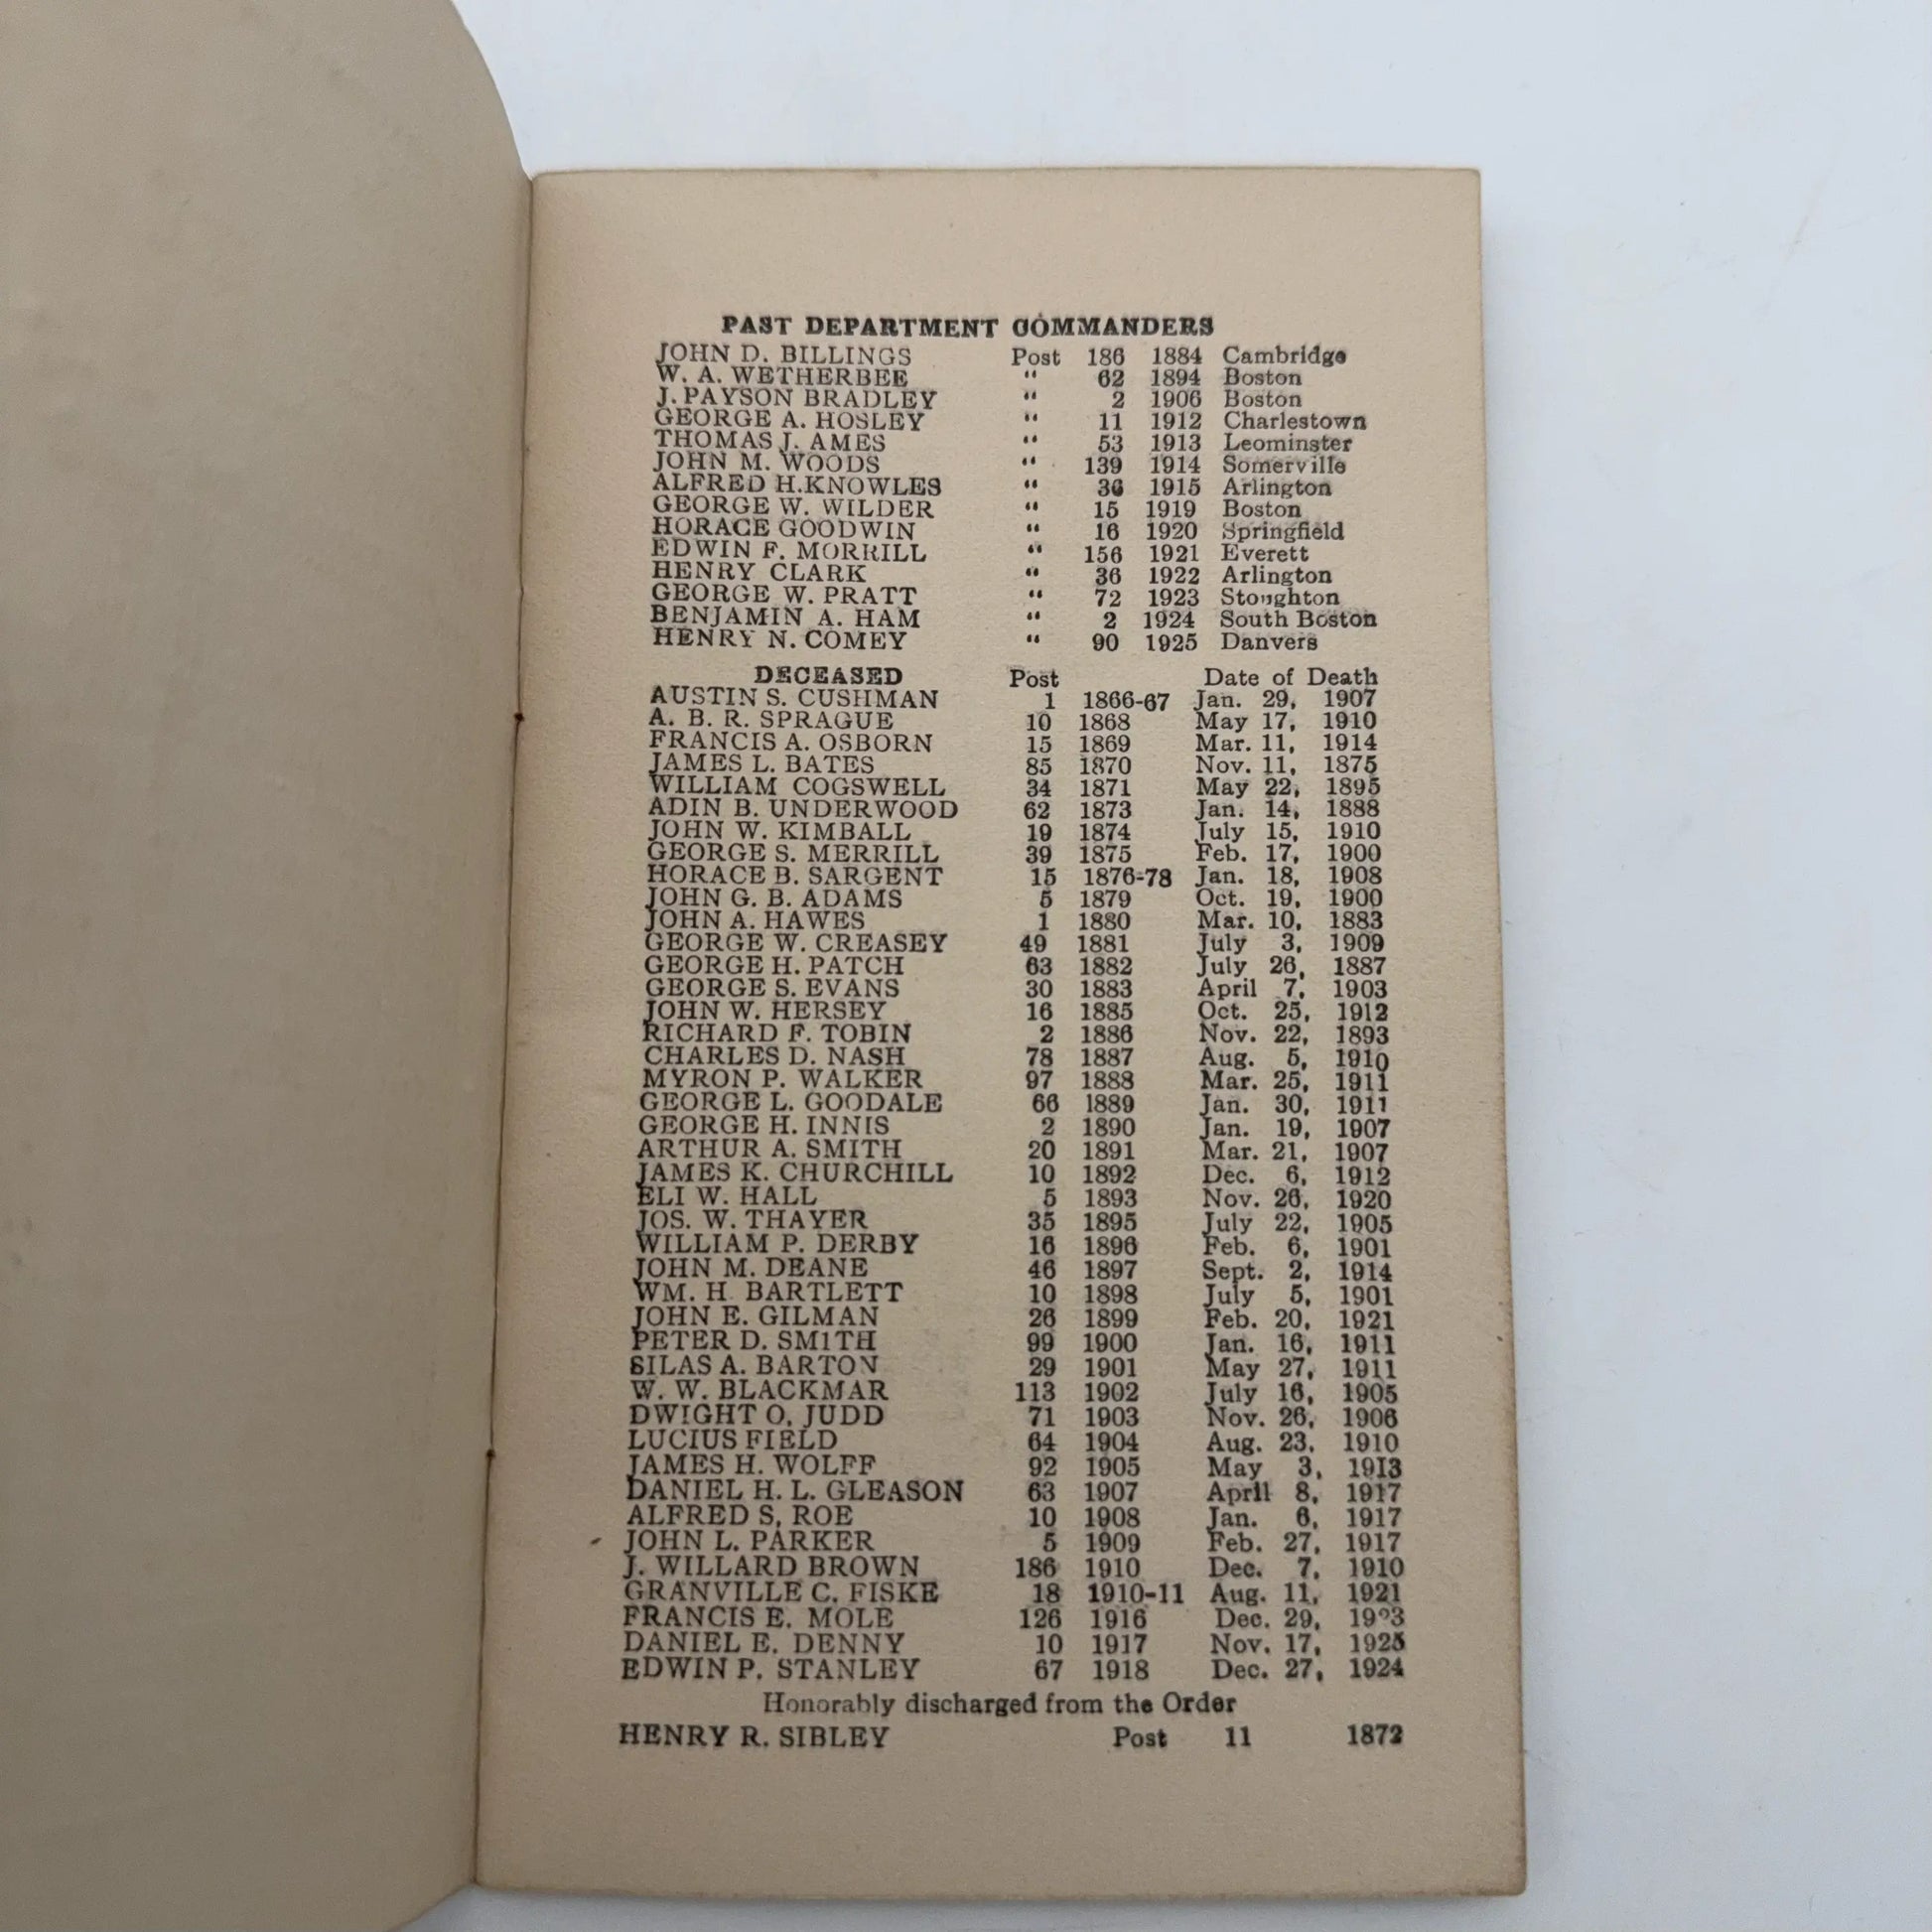 PAST DEPARTMENT COMMANDERS
JOHN D. BILLINGS Post 186 1884 Cambridge
W. A. WETHERBEE " 62 1894 Boston
J. PAYSON BRADLEY " 2 1906 Boston
GEORGE A. HOSLEY " 11 1912 Charlestown
THOMAS J. AMES " 53 1913 Leominster
JOHN M. WOODS " 139 1914 Somerville
ALFRED H.KNOWLES " 36 1915 Arlington
GEORGE W. WILDER " 15 1919 Boston
HORACE GOODWIN " 16 1920 Springfield
EDWIN F. MORRILL " 156 1921 Everett
HENRY CLARK " 36 1922 Arlington
GEORGE W. PRATT " 72 1923 Stoughton
BENJAMIN A. HAM " 2 1924 South Boston
HENRY N. COMEY " 90 1925 Danvers
DECEASED Post Date of Death
AUSTIN S. CUSHMAN 1 1866-67 Jan. 29, 1907
A. B. R. SPRAGUE 10 1868 May 17, 1910
FRANCIS A. OSBORN 15 1869 Mar. 11, 1914
JAMES L. BATES 85 1870 Nov. 11, 1875
WILLIAM COGSWELL 34 1871 May 22, 1895
ADIN B. UNDERWOOD 62 1873 Jan. 14, 1888
JOHN W. KIMBALL 19 1874 July 15, 1910
GEORGE S. MERRILL 39 1875 Feb. 17, 1900
HORACE B. SARGENT 15 1876-78 Jan. 18, 1908
JOHN G. B. ADAMS 5 1879 Oct. 19, 1900
JOHN A. HAWES 1 1880 Mar. 10, 1883
GEORGE W. CREASEY 49 1881 July 3, 1909
GEORGE H. PATCH 63 1882 July 26, 1887
GEORGE S. EVANS 30 1883 April 7, 1903
JOHN W. HERSEY 16 1885 Oct. 25, 1912
RICHARD F. TOBIN 2 1886 Nov. 22, 1893
CHARLES D. NASH 78 1887 Aug. 5, 1910
MYRON P. WALKER 97 1888 Mar. 25, 1911
GEORGE L. GOODALE 66 1889 Jan. 30, 1911
GEORGE H. INNIS 2 1890 Jan. 19, 1907
ARTHUR A. SMITH 20 1891 Mar. 21, 1907
JAMES K. CHURCHILL 10 1892 Dec. 6, 1912
ELI W. HALL 5 1893 Nov. 26, 1920
JOS. W. THAYER 35 1895 July 22, 1905
WILLIAM P. DERBY 16 1896 Feb. 6, 1901
JOHN M. DEANE 46 1897 Sept. 2, 1914
WM. H. BARTLETT 10 1898 July 5, 1901
JOHN E. GILMAN 26 1899 Feb. 20, 1921
PETER D. SMITH 99 1900 Jan. 16, 1911
SILAS A. BARTON 29 1901 May 27, 1911
W. W. BLACKMAR 113 1902 July 16, 1905
DWIGHT O. JUDD 71 1903 Nov. 26, 1906
LUCIUS FIELD 64 1904 Aug. 23, 1910
JAMES H. WOLFF 92 1905 May 3, 1913
DANIEL H. L. GLEASON 63 1907 April 8, 1917
ALFRED S. ROE 10 1908 Jan. 6, 1917
JOHN L. PARKER 5 1909 Feb. 27, 1917
J. WILLARD BROWN 186 1910 Dec. 7, 1910
GRANVILLE C. FISKE 18 1910-11 Aug. 11, 1921
FRANCIS E. MOLE 126 1916 Dec. 29,
DANIEL E. DENNY 10 1917 Nov. 17, 1925
EDWIN P. STANLEY 67 1918 Dec. 27, 1924
Honorably discharged from the Order
HENRY R. SIBLEY Post 11 1872